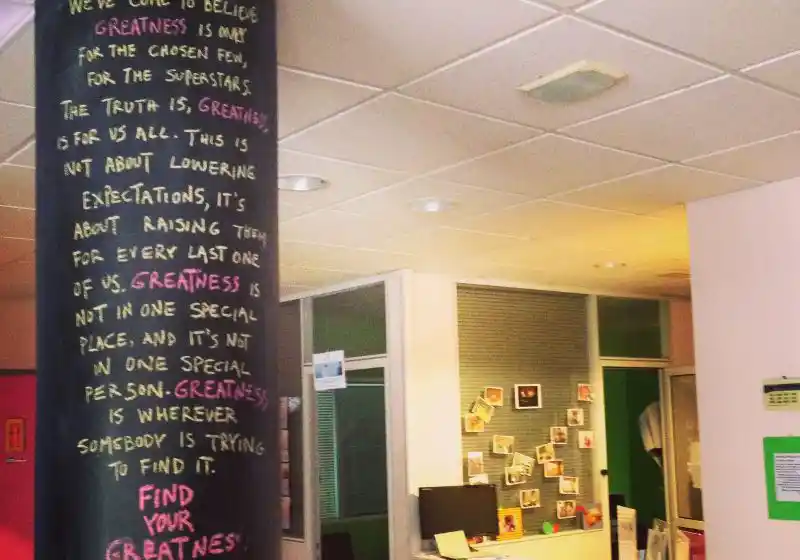 WE'VE COME TO BELIEVE
GREATNESS IS ONLY
FOR THE CHOSEN FEW,
FOR THE SUPERSTARS.
THE TRUTH IS, GREATNESS,
IS FOR US ALL. THIS IS
NOT ABOUT LOWERING
EXPECTATIONS, IT'S
ABOUT RAISING THEM
FOR EVERY LAST ONE
OF US. GREATNESS IS
NOT IN ONE SPECIAL
PLACE, AND IT'S NOT
IN ONE SPECIAL
PERSON. GREATNESS
IS WHEREVER
SOMEBODY IS TRYING
TO FIND IT.
FIND
YOUR
GREATNESS.